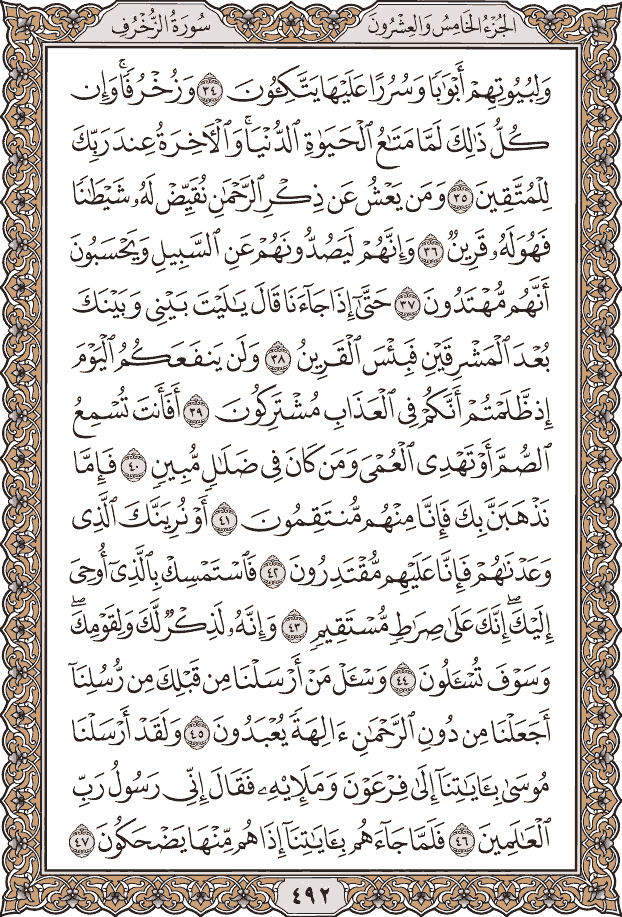 الجُزْءُ الخَامِسُ وَالعِشْرُونَ
سُورَةُ الزُّخْرُفِ
وَلِبُيُوتِهِمْ أَبْوَٰبًا وَسُرُرًا عَلَيْهَا يَتَّكِـُٔونَ ٣٤ وَزُخْرُفًاۚ وَإِن
كُلُّ ذَٰلِكَ لَمَّا مَتَٰعُ ٱلْحَيَوٰةِ ٱلدُّنْيَاۚ وَٱلْـَٔاخِرَةُ عِندَ رَبِّكَ
لِلْمُتَّقِينَ ٣٥ وَمَن يَعْشُ عَن ذِكْرِ ٱلرَّحْمَٰنِ نُقَيِّضْ لَهُۥ شَيْطَٰنًا
فَهُوَ لَهُۥ قَرِينٌ ٣٦ وَإِنَّهُمْ لَيَصُدُّونَهُمْ عَنِ ٱلسَّبِيلِ وَيَحْسَبُونَ
أَنَّهُم مُّهْتَدُونَ ٣٧ حَتَّىٰٓ إِذَا جَآءَنَا قَالَ يَٰلَيْتَ بَيْنِى وَبَيْنَكَ
بُعْدَ ٱلْمَشْرِقَيْنِ فَبِئْسَ ٱلْقَرِينُ ٣٨ وَلَن يَنفَعَكُمُ ٱلْيَوْمَ
إِذ ظَّلَمْتُمْ أَنَّكُمْ فِى ٱلْعَذَابِ مُشْتَرِكُونَ ٣٩ أَفَأَنتَ تُسْمِعُ
ٱلصُّمَّ أَوْ تَهْدِى ٱلْعُمْىَ وَمَن كَانَ فِى ضَلَٰلٍ مُّبِينٍ ٤٠ فَإِمَّا
نَذْهَبَنَّ بِكَ فَإِنَّا مِنْهُم مُّنتَقِمُونَ ٤١ أَوْ نُرِيَنَّكَ ٱلَّذِى
وَعَدْنَٰهُمْ فَإِنَّا عَلَيْهِم مُّقْتَدِرُونَ ٤٢ فَٱسْتَمْسِكْ بِٱلَّذِىٓ أُوحِىَ
إِلَيْكَۖ إِنَّكَ عَلَىٰ صِرَٰطٍ مُّسْتَقِيمٍ ٤٣ وَإِنَّهُۥ لَذِكْرٌ لَّكَ وَلِقَوْمِكَۖ
وَسَوْفَ تُسْـَٔلُونَ ٤٤ وَسْـَٔلْ مَنْ أَرْسَلْنَا مِن قَبْلِكَ مِن رُّسُلِنَآ
أَجَعَلْنَا مِن دُونِ ٱلرَّحْمَٰنِ ءَالِهَةً يُعْبَدُونَ ٤٥ وَلَقَدْ أَرْسَلْنَا
مُوسَىٰ بِـَٔايَٰتِنَآ إِلَىٰ فِرْعَوْنَ وَمَلَإِي۟هِۦ فَقَالَ إِنِّى رَسُولُ رَبِّ
ٱلْعَٰلَمِينَ ٤٦ فَلَمَّا جَآءَهُم بِـَٔايَٰتِنَآ إِذَا هُم مِّنْهَا يَضْحَكُونَ ٤٧
٤٩٢